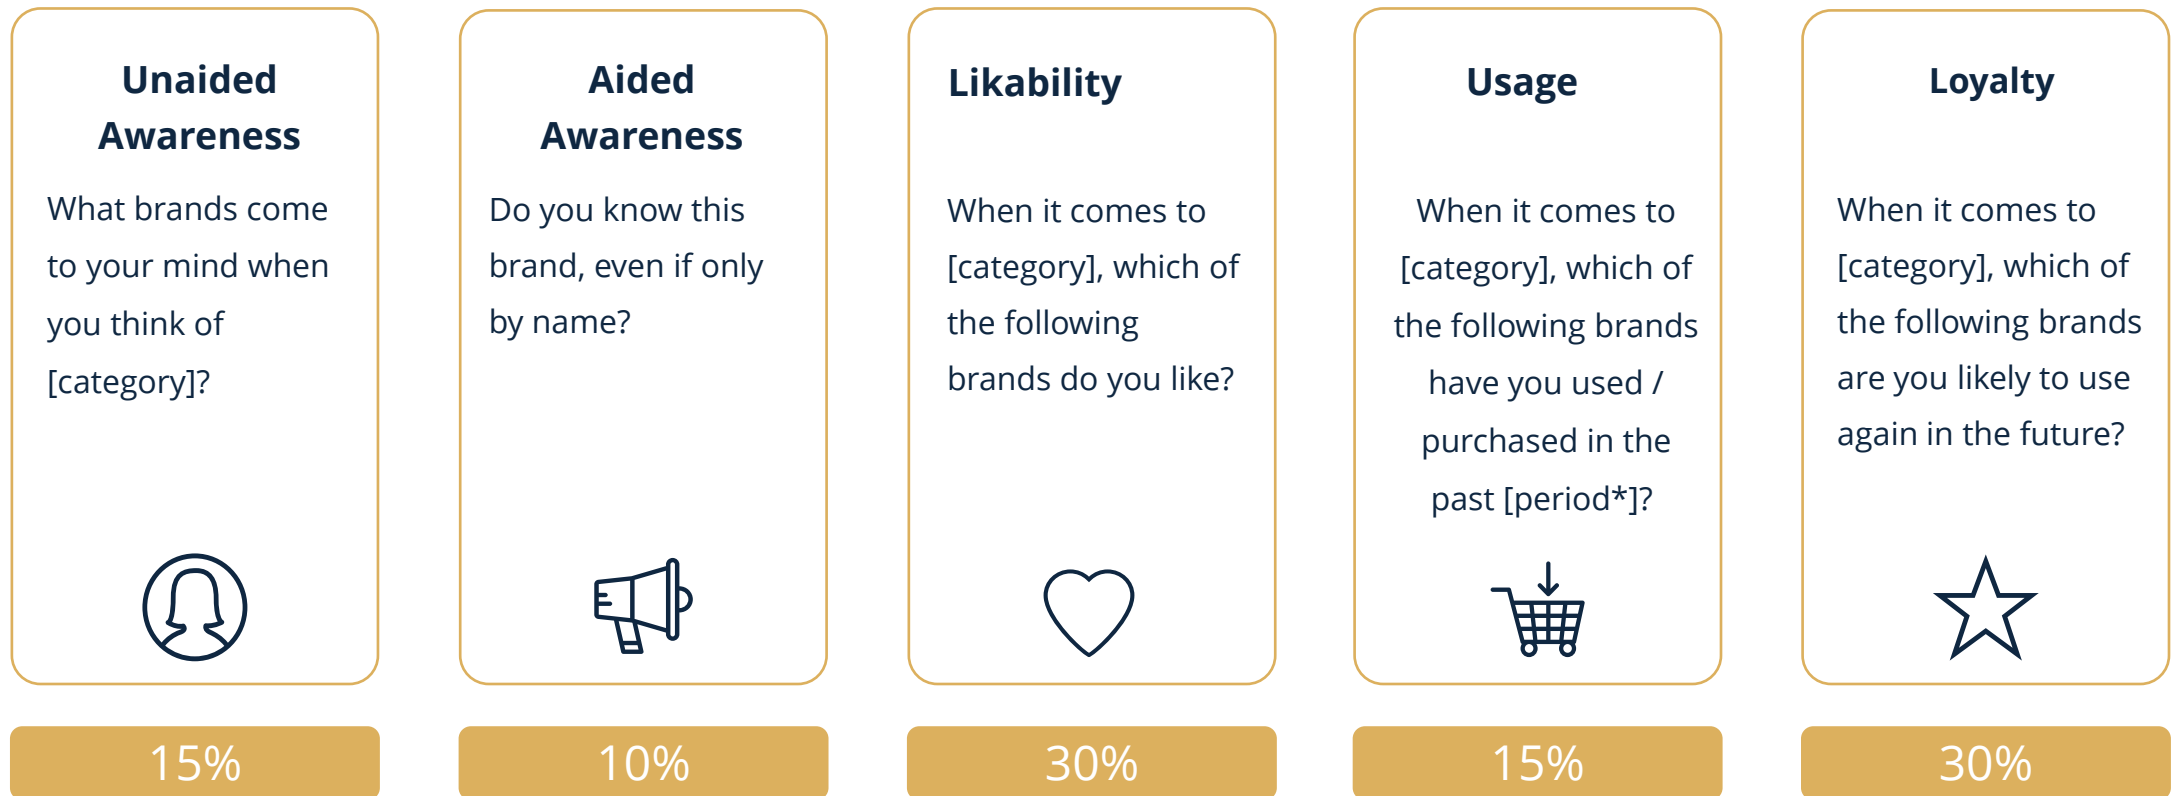 Unaided
Awareness
What brands come
to your mind when
you think of
[category]?
15%
Aided
Awareness
Do you know this
brand, even if only
by name?
10%
Likability
When it comes to
[category], which of
the following
brands do you like?
30%
Usage
When it comes to
[category], which of
the following brands
have you used /
purchased in the
past [period*]?
15%
Loyalty
When it comes to
[category], which of
the following brands
are you likely to use
again in the future?
30%